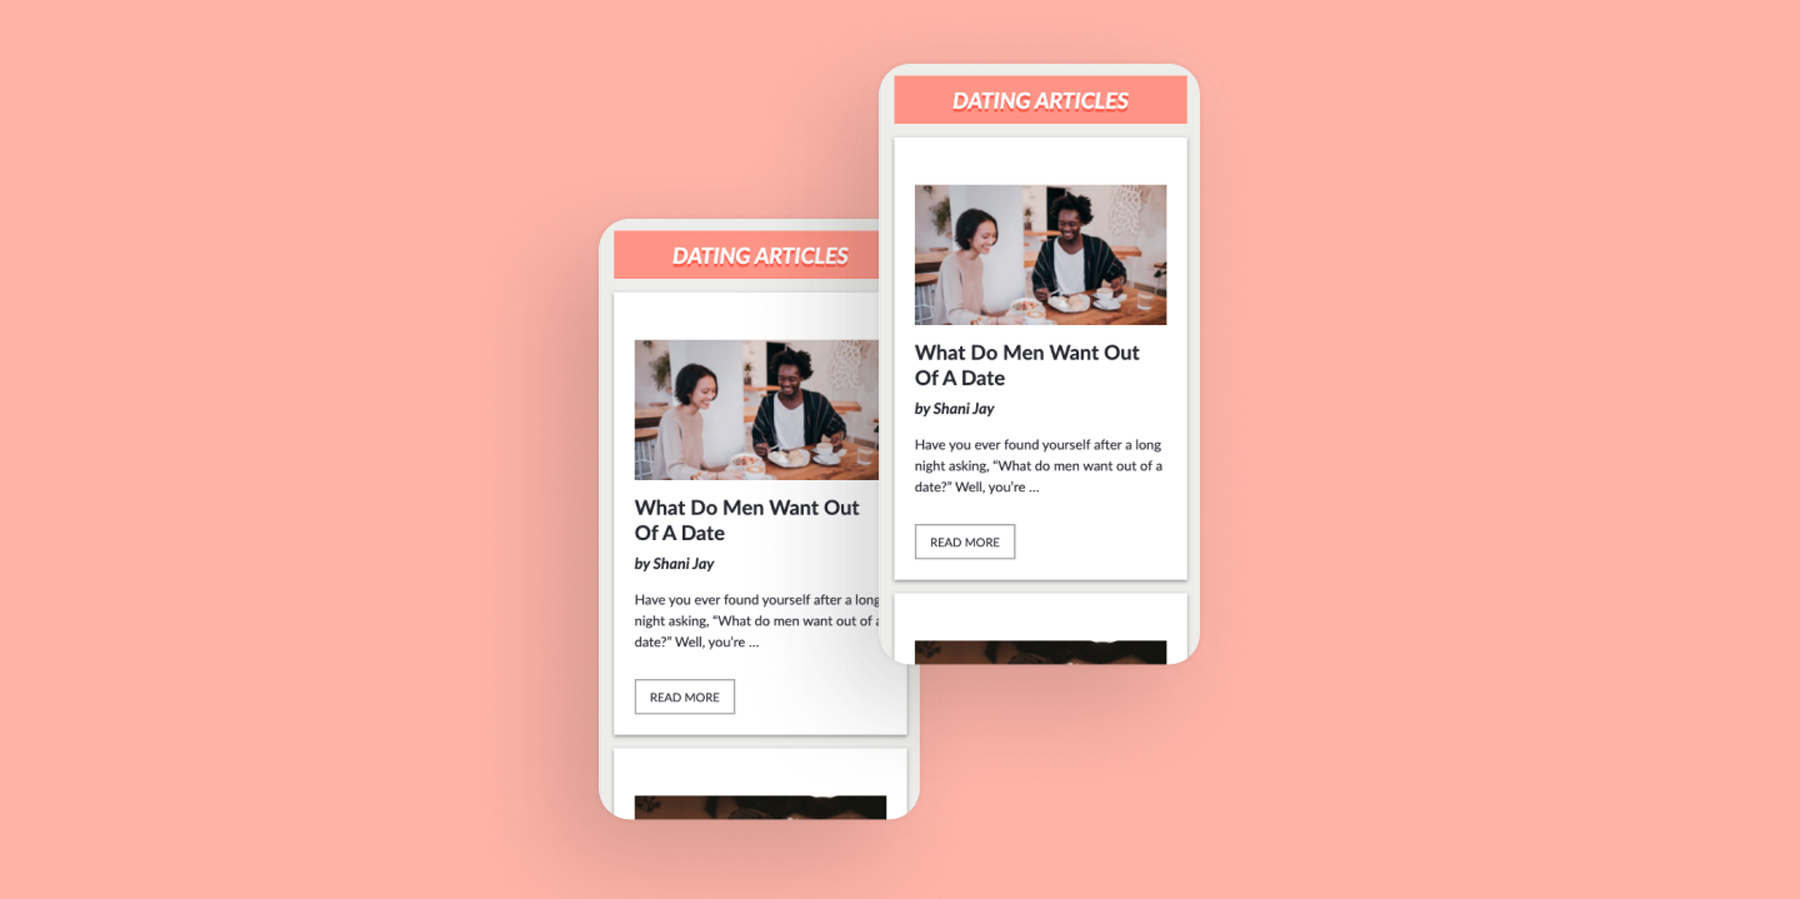 DATING ARTICLES
What Do Men Want Out
Of A Date
by Shani Jay
Have you ever found yourself after a long
night asking, “What do men want out of a
date?” Well, you’re ...
READ MORE
DATING ARTICLES
What Do Men Want Out
Of A Date
by Shani Jay
Have you ever found yourself after a long
night asking, “What do men want out of a
date?” Well, you’re ...
READ MORE